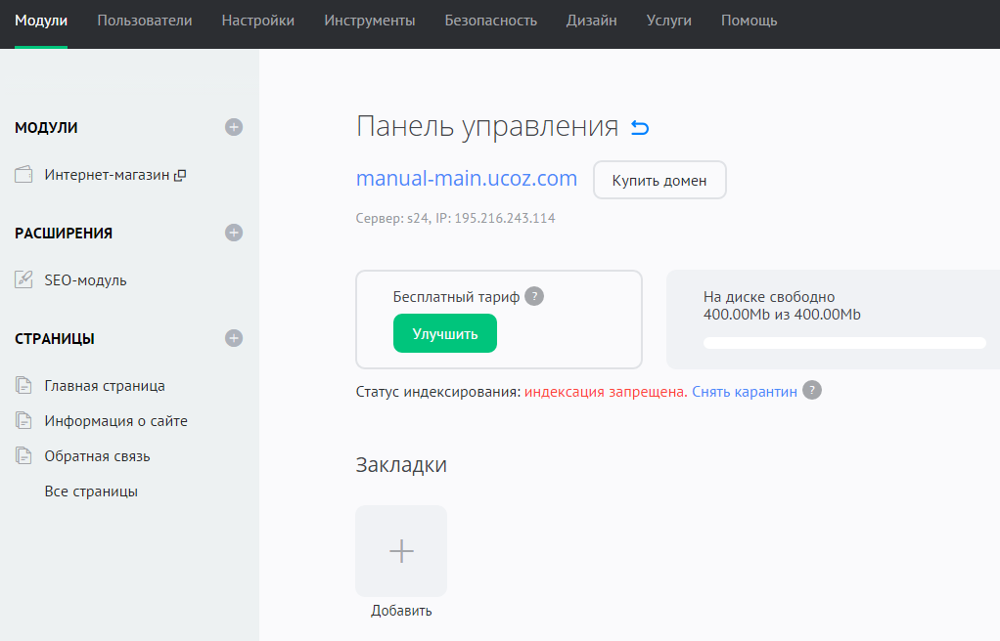 Модули Пользователи Настройки Инструменты Безопасность Дизайн Услуги Помощь
МОДУЛИ
Интернет-магазин
РАСШИРЕНИЯ
SEO-модуль
СТРАНИЦЫ
Главная страница
Информация о сайте
Обратная связь
Все страницы
Панель управления
manual-main.ucoz.com Купить домен
Сервер: s24, IP: 195.216.243.114
Бесплатный тариф ?
Улучшить
На диске свободно
400.00Mb из 400.00Mb
Статус индексирования: индексация запрещена. Снять карантин ?
Закладки
Добавить